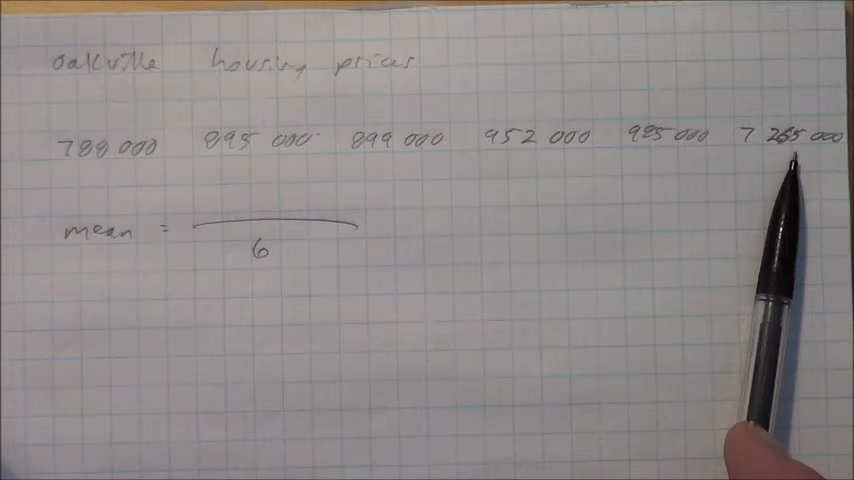 oakville housing prices
788 000 895 000 899 000 952 000 985 000 7 265 000
mean =
6